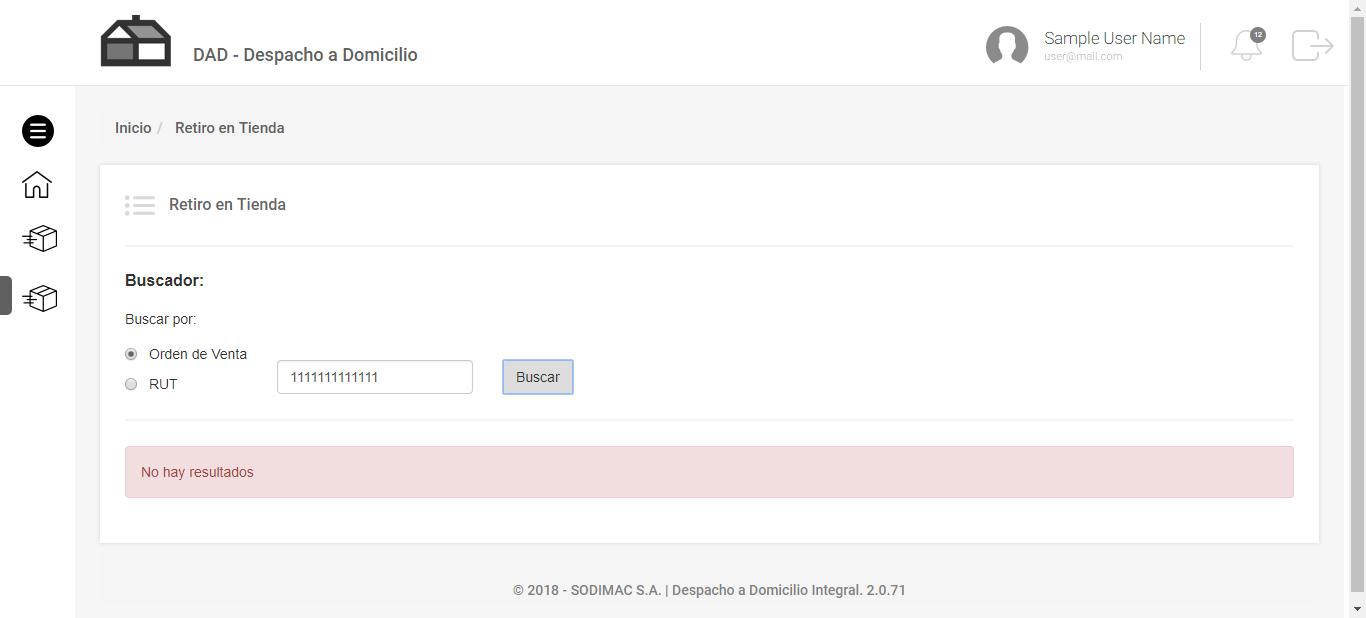 DAD - Despacho a Domicilio
Sample User Name
user@mail.com
12
Inicio / Retiro en Tienda
Retiro en Tienda
Buscador:
Buscar por:
Orden de Venta
RUT
1111111111111
Buscar
No hay resultados
© 2018 - SODIMAC S.A. | Despacho a Domicilio Integral. 2.0.71